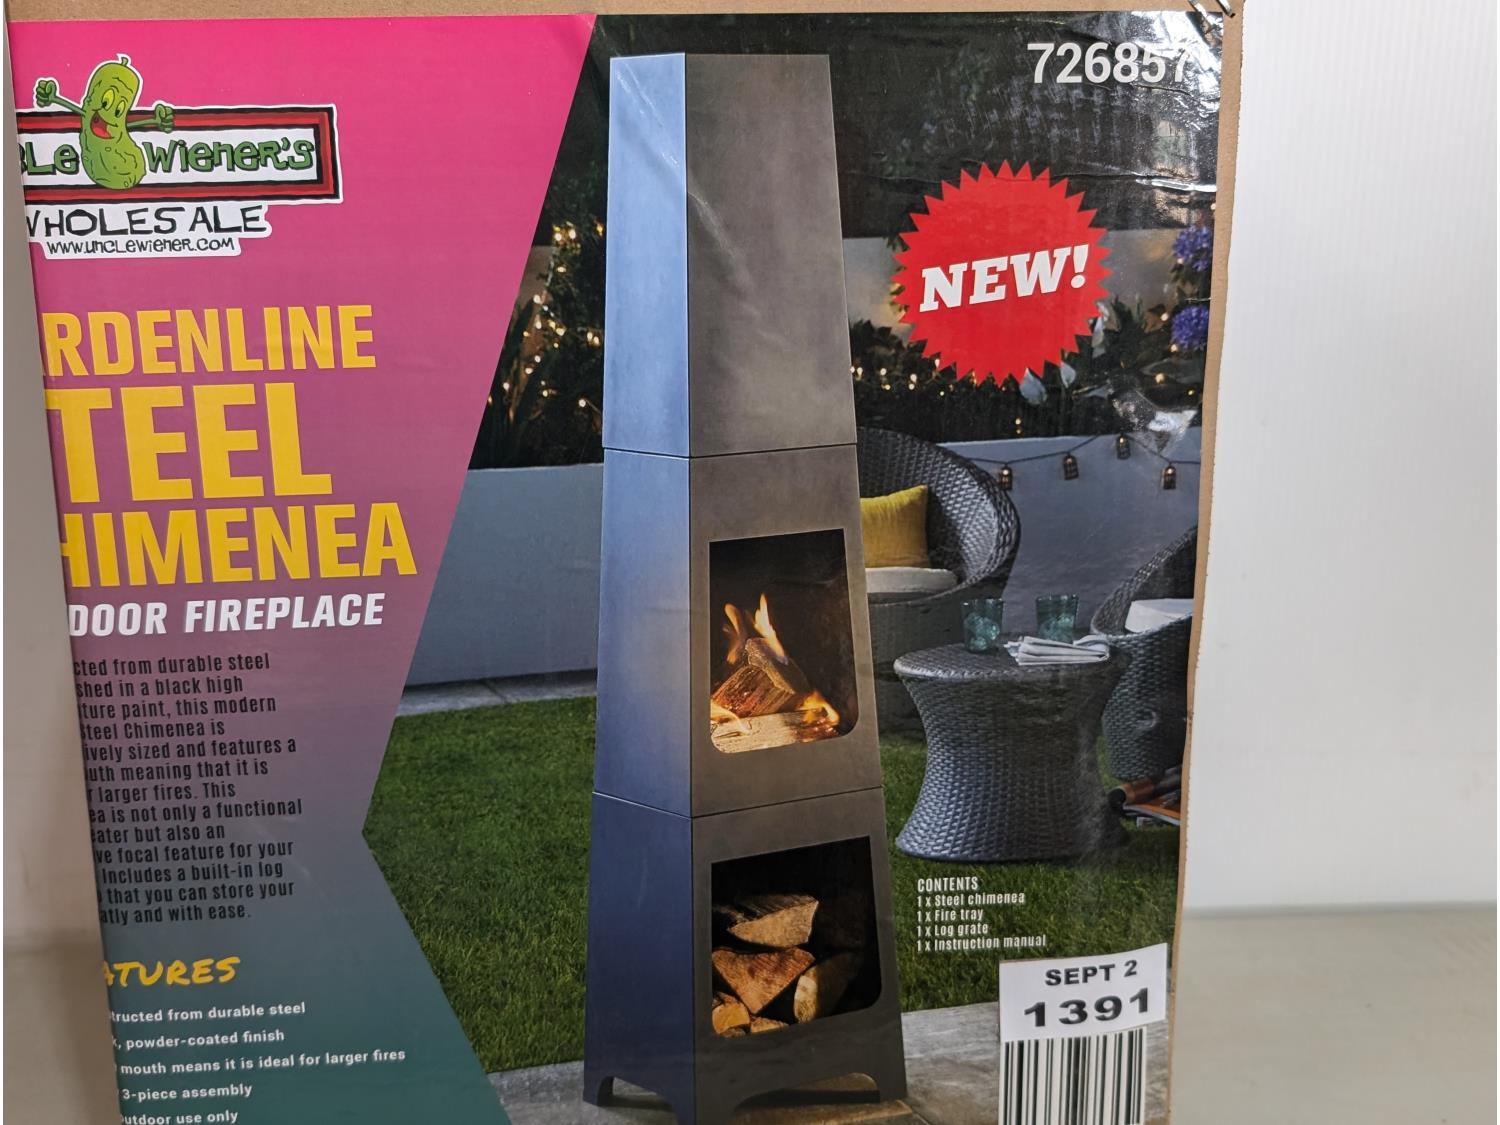 Wiener's
WHOLESALE
www.unclewiener.com
RDENLINE
TEEL
HIMENEA
DOOR FIREPLACE
cted from durable steel
shed in a black high
ture paint, this modern
Steel Chimenea is
ively sized and features a
uth meaning that it is
r larger fires. This
ea is not only a functional
eater but also an
ve focal feature for your
Includes a built-in log
that you can store your
atly and with ease.
ATURES
tructed from durable steel
k, powder-coated finish
mouth means it is ideal for larger fires
3-piece assembly
utdoor use only
726857
NEW!
CONTENTS
1 x Steel chimenea
1 x Fire tray
1 x Log grate
1 x Instruction manual
SEPT 2
1391